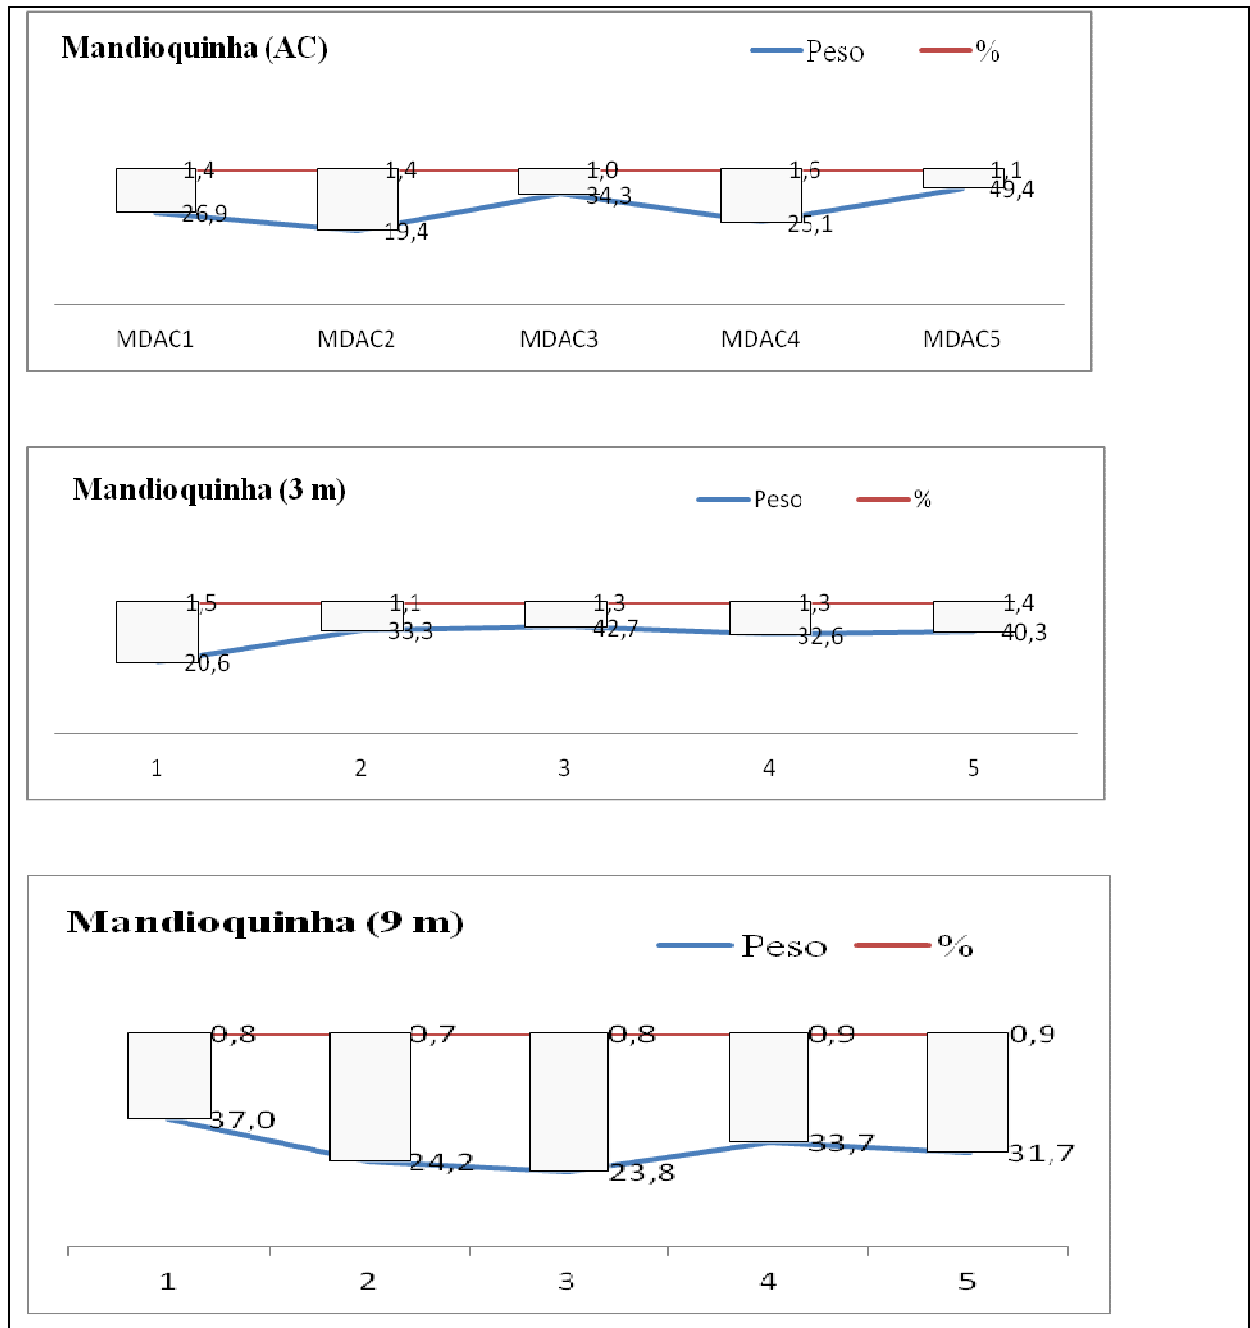 Mandioquinha (AC)
Peso %
1,4 1,4 1,0 1,5 1,1
26,9 19,4 34,3 25,1 49,4
MDAC1 MDAC2 MDAC3 MDAC4 MDAC5
Mandioquinha (3 m)
Peso %
1,5 1,1 1,3 1,3 1,4
20,6 33,3 42,7 32,6 40,3
1 2 3 4 5
Mandioquinha (9 m)
Peso %
0,8 0,7 0,8 0,9 0,9
37,0 24,2 23,8 33,7 31,7
1 2 3 4 5